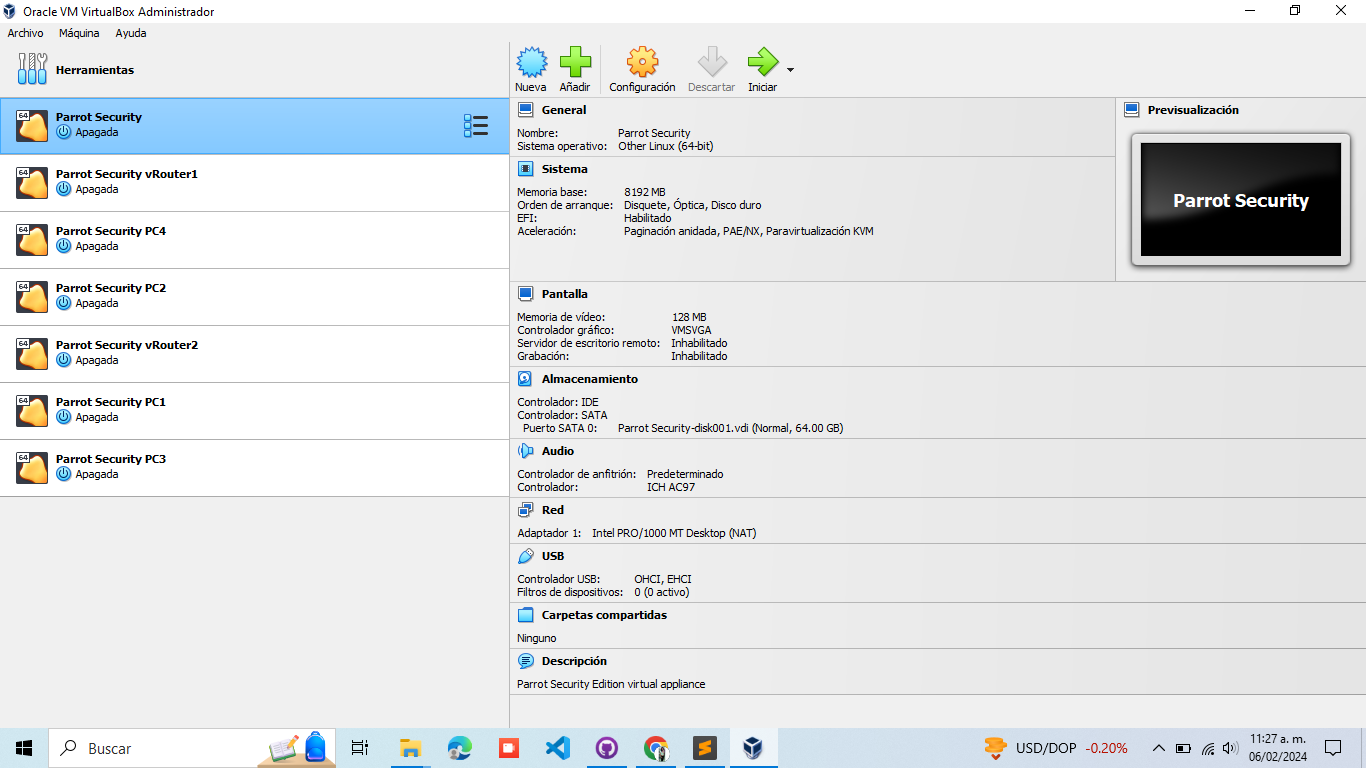 Oracle VM VirtualBox Administrador
Archivo Máquina Ayuda
Herramientas
64 Parrot Security
Apagada
64 Parrot Security vRouter1
Apagada
64 Parrot Security PC4
Apagada
64 Parrot Security PC2
Apagada
64 Parrot Security vRouter2
Apagada
64 Parrot Security PC1
Apagada
64 Parrot Security PC3
Apagada
Nueva Añadir Configuración Descartar Iniciar
General
Nombre: Parrot Security
Sistema operativo: Other Linux (64-bit)
Sistema
Memoria base: 8192 MB
Orden de arranque: Disquete, Óptica, Disco duro
EFI: Habilitado
Aceleración: Paginación anidada, PAE/NX, Paravirtualización KVM
Previsualización
Parrot Security
Pantalla
Memoria de vídeo: 128 MB
Controlador gráfico: VMSVGA
Servidor de escritorio remoto: Inhabilitado
Grabación: Inhabilitado
Almacenamiento
Controlador: IDE
Controlador: SATA
Puerto SATA 0: Parrot Security-disk001.vdi (Normal, 64.00 GB)
Audio
Controlador de anfitrión: Predeterminado
Controlador: ICH AC97
Red
Adaptador 1: Intel PRO/1000 MT Desktop (NAT)
USB
Controlador USB: OHCI, EHCI
Filtros de dispositivos: 0 (0 activo)
Carpetas compartidas
Ninguno
Descripción
Parrot Security Edition virtual appliance
Buscar
USD/DOP -0.20%
11:27 a. m.
06/02/2024